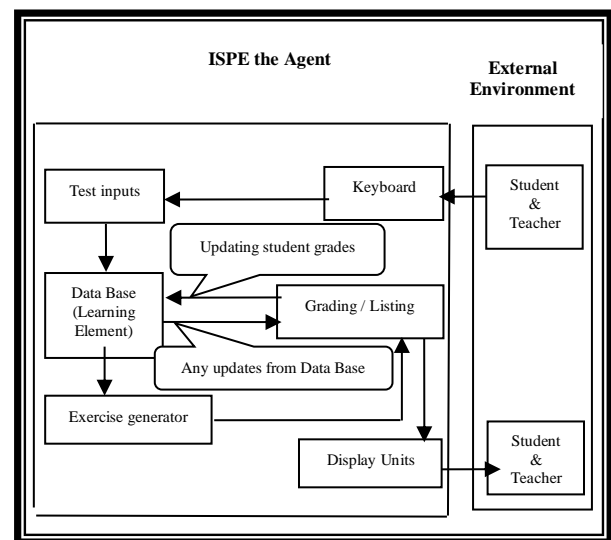 ISPE the Agent
External
Environment
Test inputs
Keyboard
Student
&
Teacher
Updating student grades
Data Base
(Learning
Element)
Grading / Listing
Any updates from Data Base
Exercise generator
Display Units
Student
&
Teacher